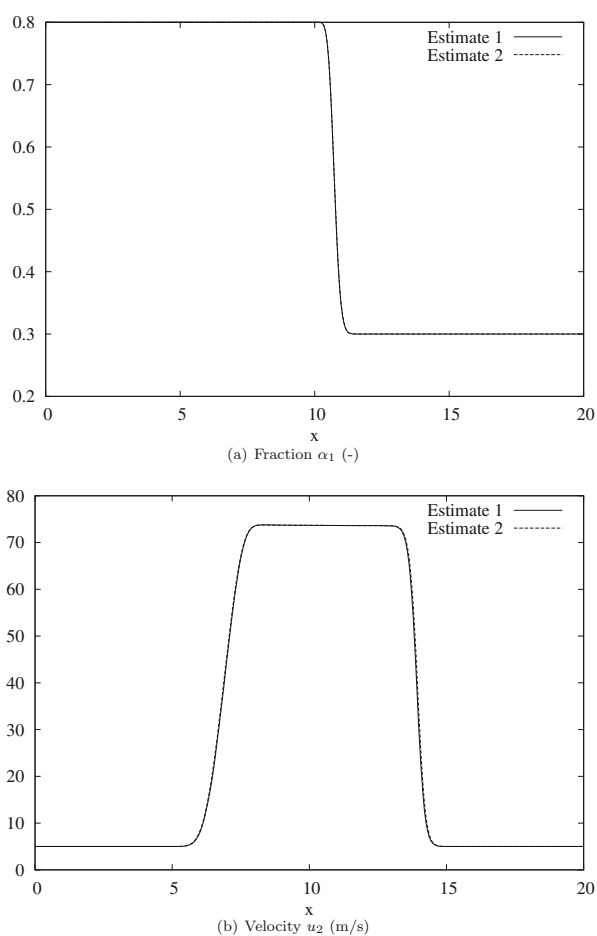 0.8
0.7
0.6
0.5
0.4
0.3
0.2
Estimate 1
Estimate 2
0 5 10 15 20
x
(a) Fraction α₁ (-)
80
70
60
50
40
30
20
10
0
Estimate 1
Estimate 2
0 5 10 15 20
x
(b) Velocity u₂ (m/s)